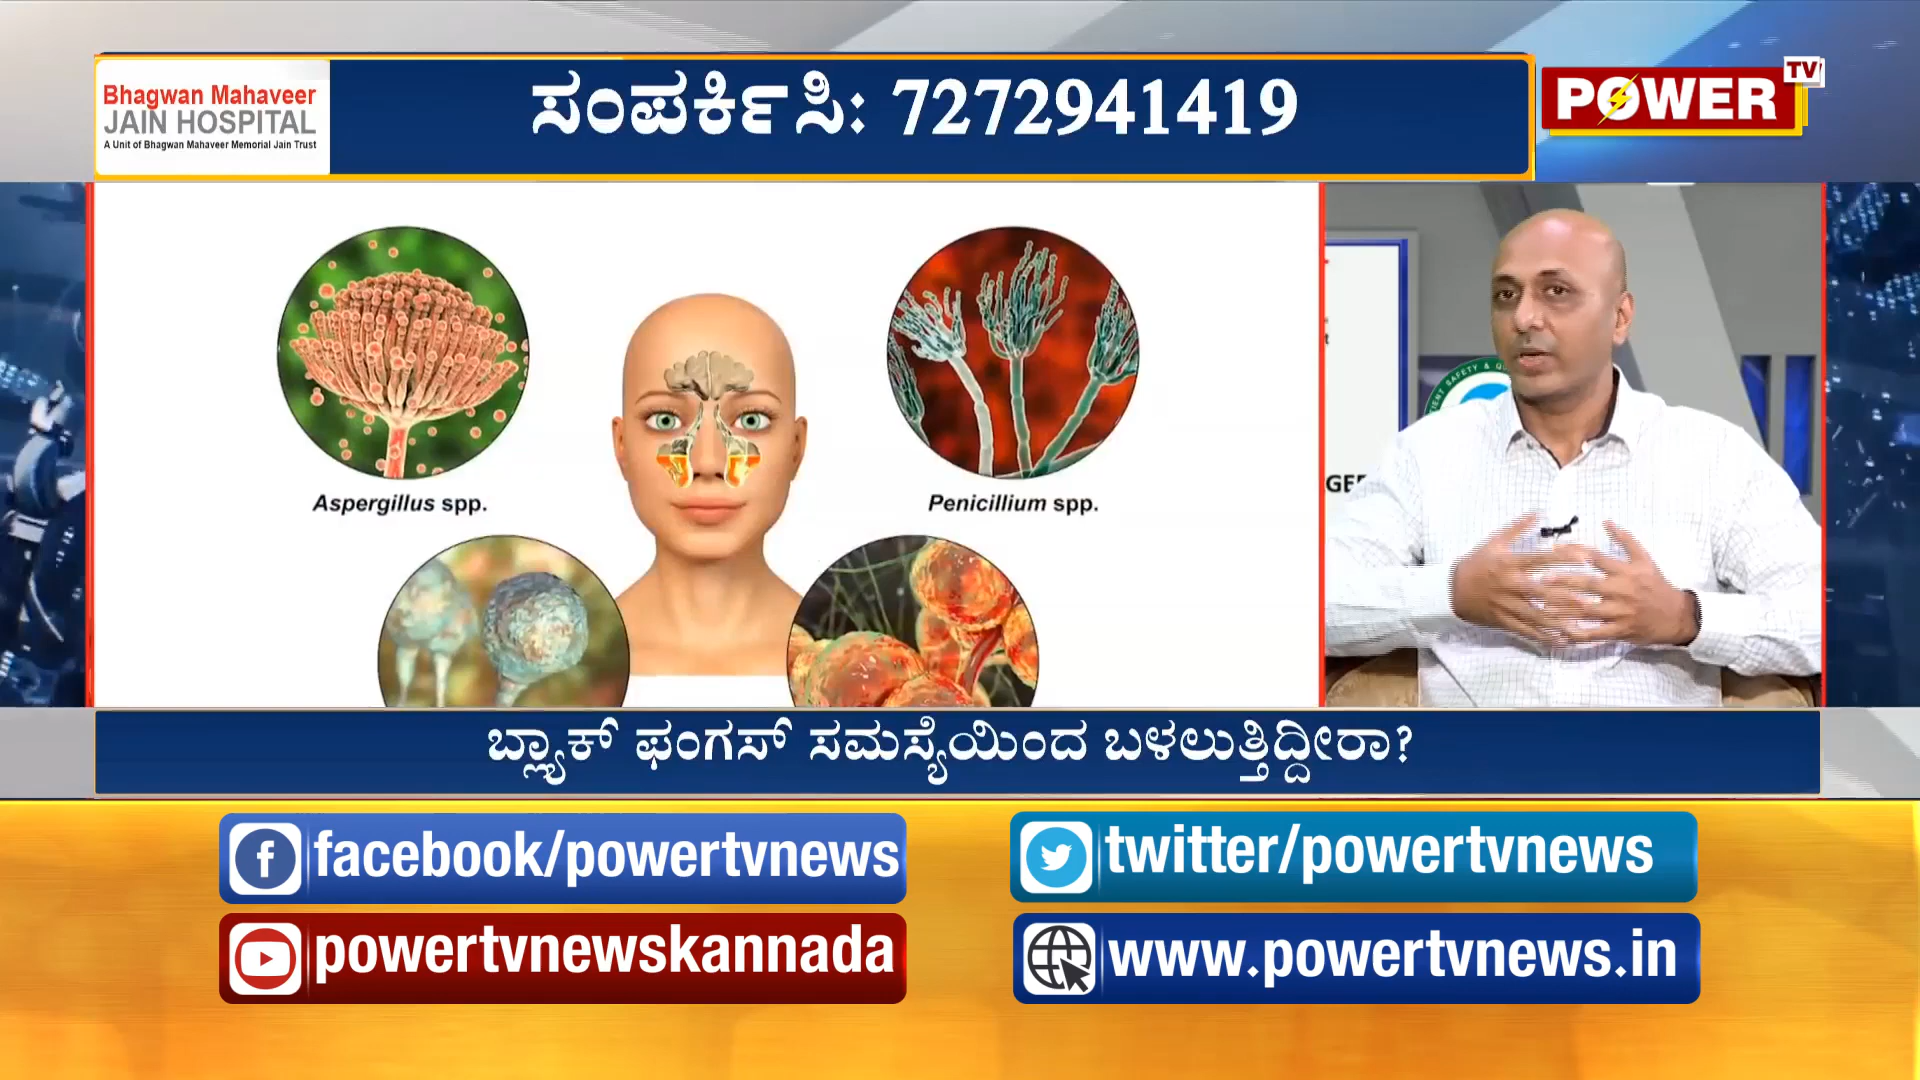 Bhagwan Mahaveer
JAIN HOSPITAL
A Unit of Bhagwan Mahaveer Memorial Jain Trust
ಸಂಪರ್ಕಿಸಿ: 7272941419
POWER TV
Aspergillus spp.
Penicillium spp.
ಬ್ಲ್ಯಾಕ್ ಫಂಗಸ್ ಸಮಸ್ಯೆಯಿಂದ ಬಳಲುತ್ತಿದ್ದೀರಾ?
facebook/powertvnews
twitter/powertvnews
powertvnewskannada
www.powertvnews.in